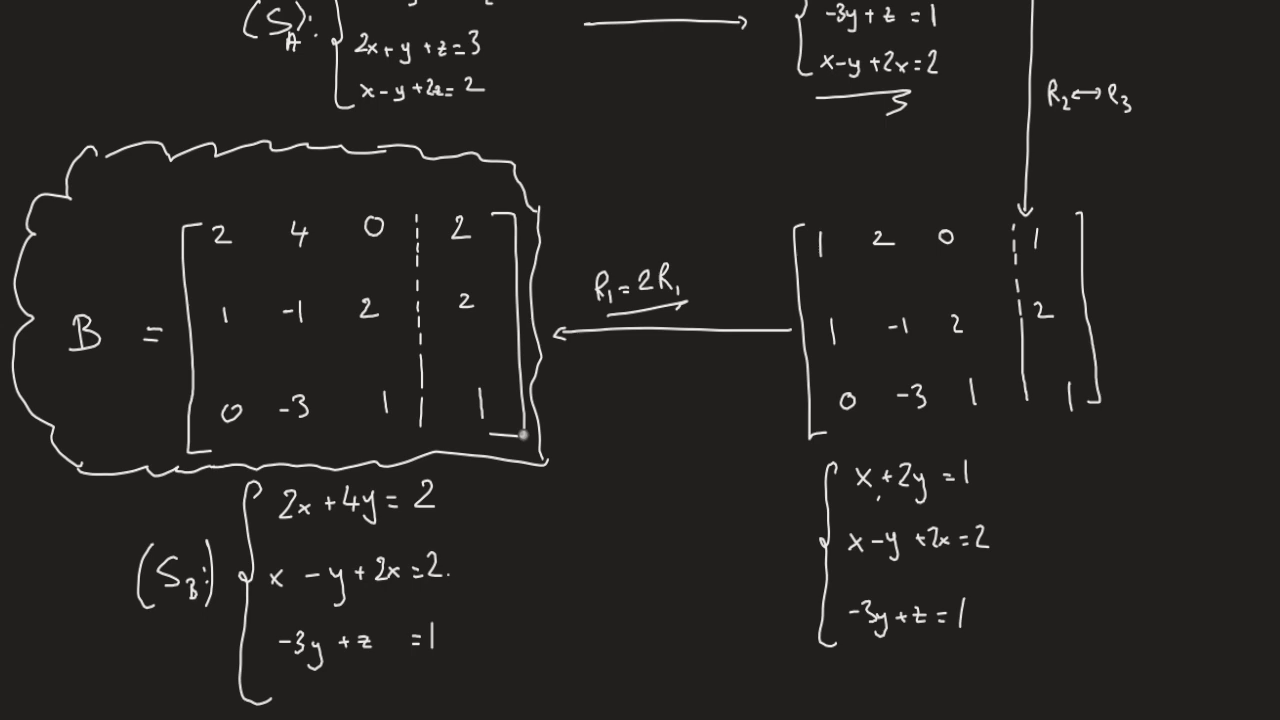 (S_A):
2x + y + z = 3
x - y + 2z = 2
-3y + z = 1
x - y + 2x = 2
R₂ ↔ R₃
B = [ 2 4 0 ¦ 2
1 -1 2 ¦ 2
0 -3 1 ¦ 1 ]
R₁ = 2R₁
[ 1 2 0 ¦ 1
1 -1 2 ¦ 2
0 -3 1 ¦ 1 ]
(S_B): { 2x + 4y = 2
x - y + 2x = 2.
-3y + z = 1
{ x + 2y = 1
x - y + 2x = 2
-3y + z = 1